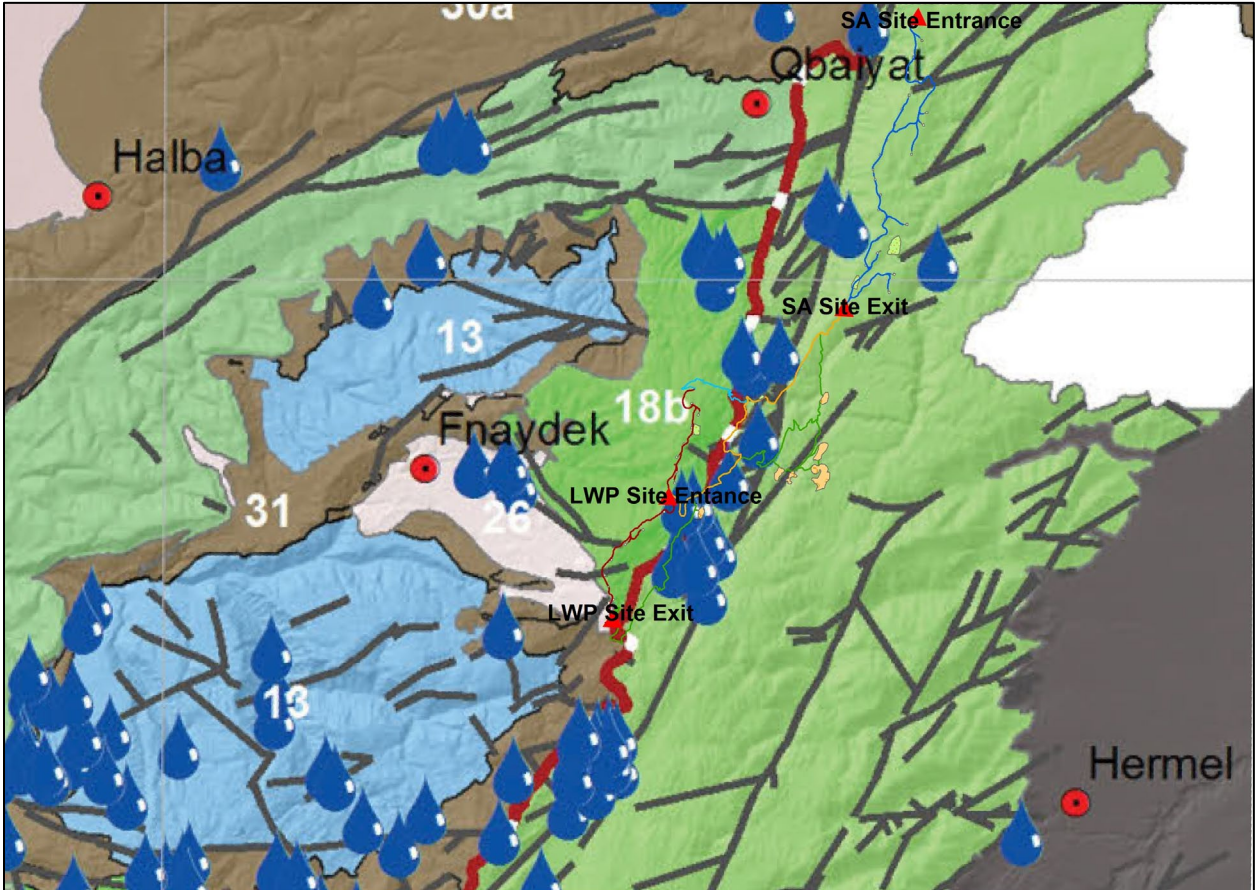 30a
SA Site Entrance
Qbaiyat
Halba
SA Site Exit
13
18b
Fnaydek
LWP Site Entance
31
26
LWP Site Exit
13
Hermel